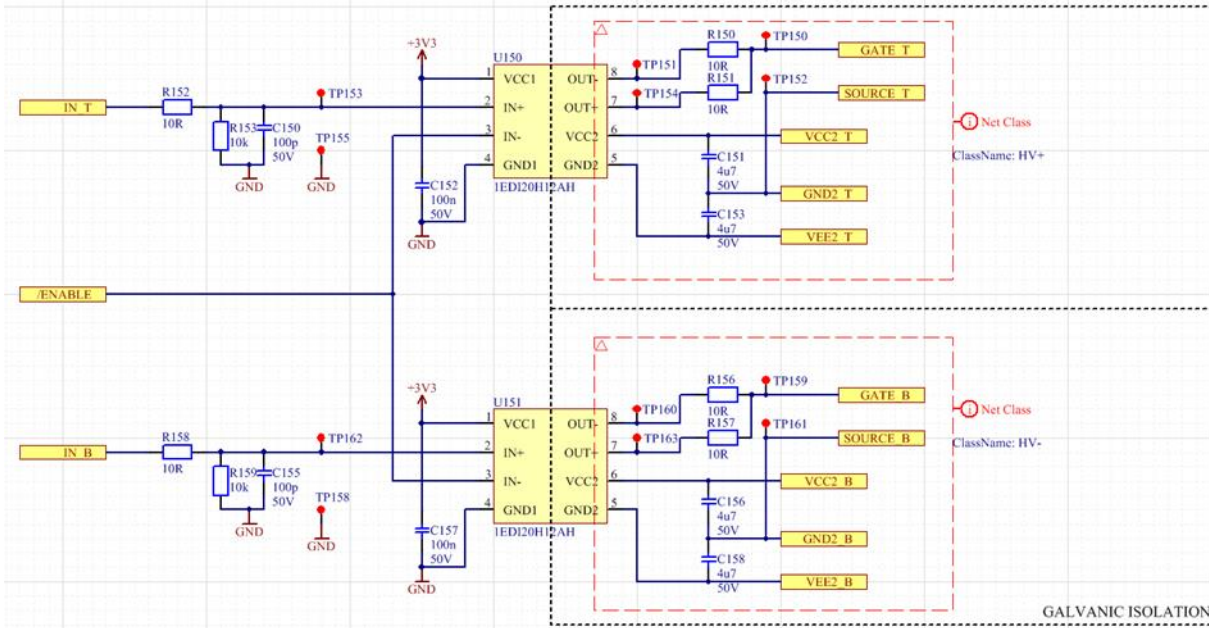 +3V3
U150
1 VCC1
2 IN+
3 IN-
4 GND1
OUT- 8
OUT+ 7
VCC2 6
GND2 5
1EDI20H12AH
IN_T
R152
10R
R153
10k
C150
100p
50V
GND
TP153
TP155
GND
C152
100n
50V
GND
TP151
TP154
R150
10R
R151
10R
TP150
TP152
GATE_T
SOURCE_T
VCC2_T
C151
4u7
50V
GND2_T
C153
4u7
50V
VEE2_T
i Net Class
ClassName: HV+
/ENABLE
+3V3
U151
1 VCC1
2 IN+
3 IN-
4 GND1
OUT- 8
OUT+ 7
VCC2 6
GND2 5
1EDI20H12AH
IN_B
R158
10R
R159
10k
C155
100p
50V
GND
TP162
TP158
GND
C157
100n
50V
GND
TP160
TP163
R156
10R
R157
10R
TP159
TP161
GATE_B
SOURCE_B
VCC2_B
C156
4u7
50V
GND2_B
C158
4u7
50V
VEE2_B
i Net Class
ClassName: HV-
GALVANIC ISOLATION